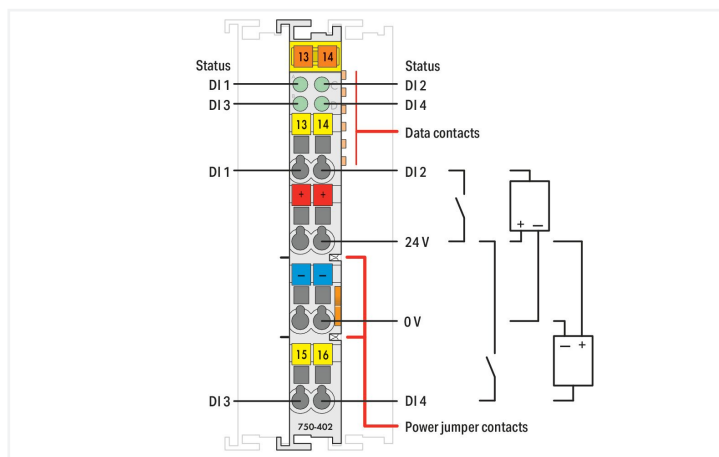 13 14
Status Status
DI 1 C DI 2
DI 3 D DI 4
13 14
Data contacts
DI 1 DI 2
+ +
+ –
24 V
– –
0 V
– +
15 16
DI 3 DI 4
Power jumper contacts
750-402